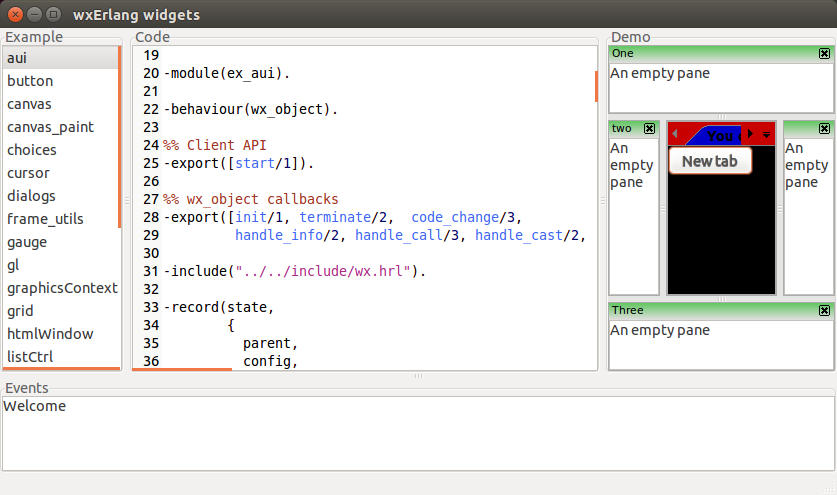 wxErlang widgets
Example
aui
button
canvas
canvas_paint
choices
cursor
dialogs
frame_utils
gauge
gl
graphicsContext
grid
htmlWindow
listCtrl
Code
19
20 -module(ex_aui).
21
22 -behaviour(wx_object).
23
24 %% Client API
25 -export([start/1]).
26
27 %% wx_object callbacks
28 -export([init/1, terminate/2,  code_change/3,
29          handle_info/2, handle_call/3, handle_cast/2,
30
31 -include("../../include/wx.hrl").
32
33 -record(state,
34         {
35           parent,
36           config,
Demo
One
An empty pane
two
An
empty
pane
You
New tab
An
empty
pane
Three
An empty pane
Events
Welcome